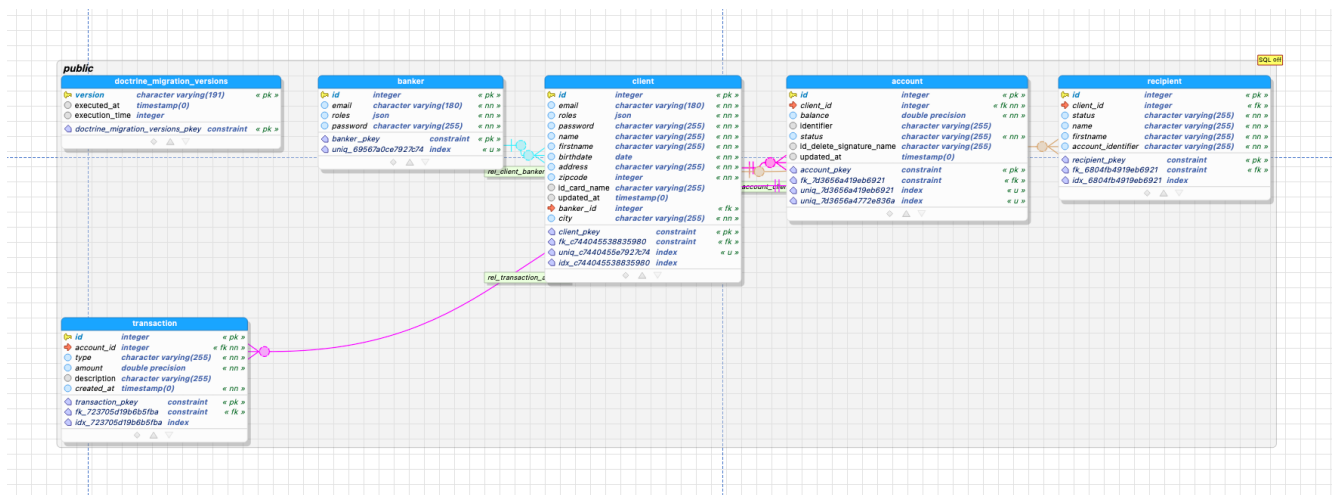 public
SQL off
doctrine_migration_versions
version character varying(191) « pk »
executed_at timestamp(0)
execution_time integer
doctrine_migration_versions_pkey constraint « pk »
banker
id integer « pk »
email character varying(180) « nn »
roles json « nn »
password character varying(255) « nn »
banker_pkey constraint « pk »
uniq_69567a0ce7927c74 index « u »
rel_client_banker
client
id integer « pk »
email character varying(180) « nn »
roles json « nn »
password character varying(255) « nn »
name character varying(255) « nn »
firstname character varying(255) « nn »
birthdate date « nn »
address character varying(255) « nn »
zipcode integer « nn »
id_card_name character varying(255)
updated_at timestamp(0)
banker_id integer « fk »
city character varying(255) « nn »
client_pkey constraint « pk »
fk_c744045538835980 constraint « fk »
uniq_c7440455e7927c74 index « u »
idx_c744045538835980 index
account
id integer « pk »
client_id integer « fk nn »
balance double precision « nn »
identifier character varying(255)
status character varying(255) « nn »
id_delete_signature_name character varying(255)
updated_at timestamp(0)
account_pkey constraint « pk »
fk_7d3656a419eb6921 constraint « fk »
uniq_7d3656a419eb6921 index « u »
uniq_7d3656a4772e836a index « u »
recipient
id integer « pk »
client_id integer « fk »
status character varying(255) « nn »
name character varying(255) « nn »
firstname character varying(255) « nn »
account_identifier character varying(255) « nn »
recipient_pkey constraint « pk »
fk_6804fb4919eb6921 constraint « fk »
idx_6804fb4919eb6921 index
rel_transaction_a
transaction
id integer « pk »
account_id integer « fk nn »
type character varying(255) « nn »
amount double precision « nn »
description character varying(255)
created_at timestamp(0) « nn »
transaction_pkey constraint « pk »
fk_723705d19b6b5fba constraint « fk »
idx_723705d19b6b5fba index